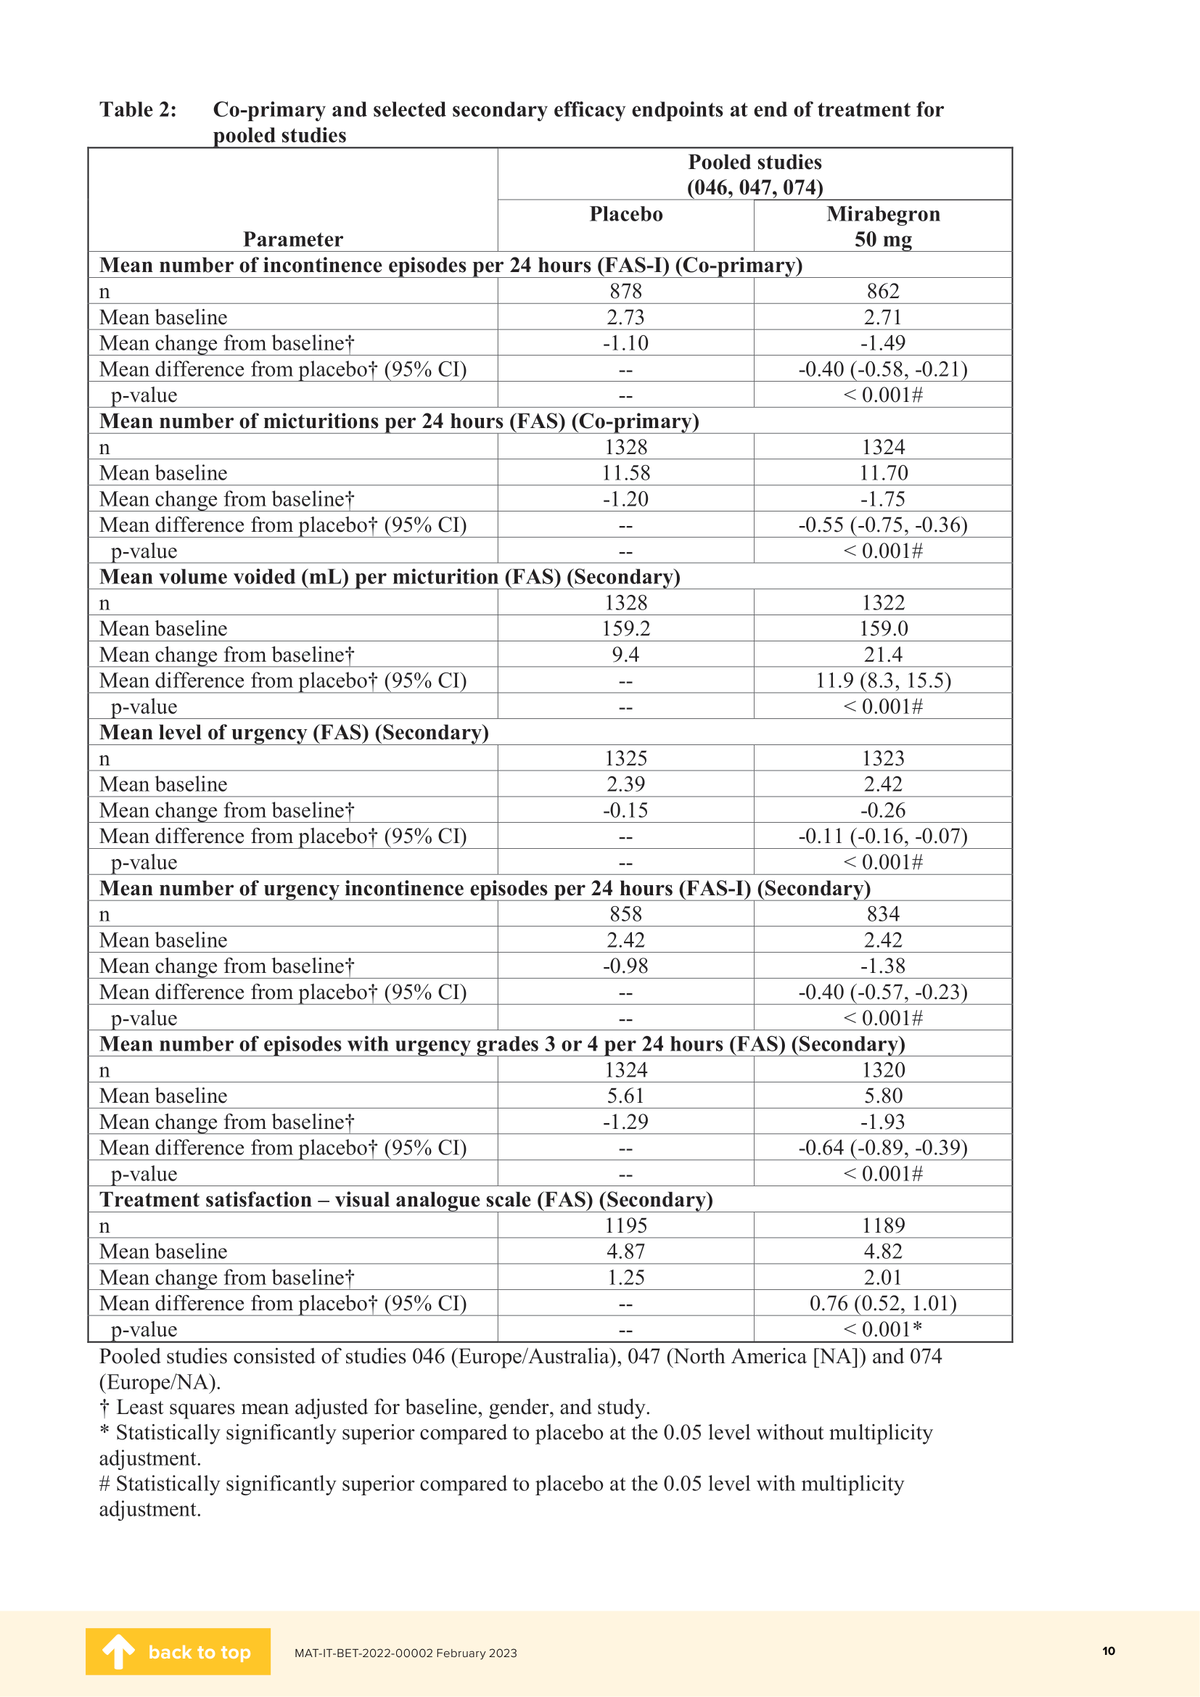 Table 2: Co-primary and selected secondary efficacy endpoints at end of treatment for
pooled studies
Pooled studies
(046, 047, 074)
Parameter Placebo Mirabegron
50 mg
Mean number of incontinence episodes per 24 hours (FAS-I) (Co-primary)
n 878 862
Mean baseline 2.73 2.71
Mean change from baseline† -1.10 -1.49
Mean difference from placebo† (95% CI) -- -0.40 (-0.58, -0.21)
p-value -- < 0.001#
Mean number of micturitions per 24 hours (FAS) (Co-primary)
n 1328 1324
Mean baseline 11.58 11.70
Mean change from baseline† -1.20 -1.75
Mean difference from placebo† (95% CI) -- -0.55 (-0.75, -0.36)
p-value -- < 0.001#
Mean volume voided (mL) per micturition (FAS) (Secondary)
n 1328 1322
Mean baseline 159.2 159.0
Mean change from baseline† 9.4 21.4
Mean difference from placebo† (95% CI) -- 11.9 (8.3, 15.5)
p-value -- < 0.001#
Mean level of urgency (FAS) (Secondary)
n 1325 1323
Mean baseline 2.39 2.42
Mean change from baseline† -0.15 -0.26
Mean difference from placebo† (95% CI) -- -0.11 (-0.16, -0.07)
p-value -- < 0.001#
Mean number of urgency incontinence episodes per 24 hours (FAS-I) (Secondary)
n 858 834
Mean baseline 2.42 2.42
Mean change from baseline† -0.98 -1.38
Mean difference from placebo† (95% CI) -- -0.40 (-0.57, -0.23)
p-value -- < 0.001#
Mean number of episodes with urgency grades 3 or 4 per 24 hours (FAS) (Secondary)
n 1324 1320
Mean baseline 5.61 5.80
Mean change from baseline† -1.29 -1.93
Mean difference from placebo† (95% CI) -- -0.64 (-0.89, -0.39)
p-value -- < 0.001#
Treatment satisfaction – visual analogue scale (FAS) (Secondary)
n 1195 1189
Mean baseline 4.87 4.82
Mean change from baseline† 1.25 2.01
Mean difference from placebo† (95% CI) -- 0.76 (0.52, 1.01)
p-value -- < 0.001*
Pooled studies consisted of studies 046 (Europe/Australia), 047 (North America [NA]) and 074
(Europe/NA).
† Least squares mean adjusted for baseline, gender, and study.
* Statistically significantly superior compared to placebo at the 0.05 level without multiplicity
adjustment.
# Statistically significantly superior compared to placebo at the 0.05 level with multiplicity
adjustment.
back to top MAT-IT-BET-2022-00002 February 2023 10